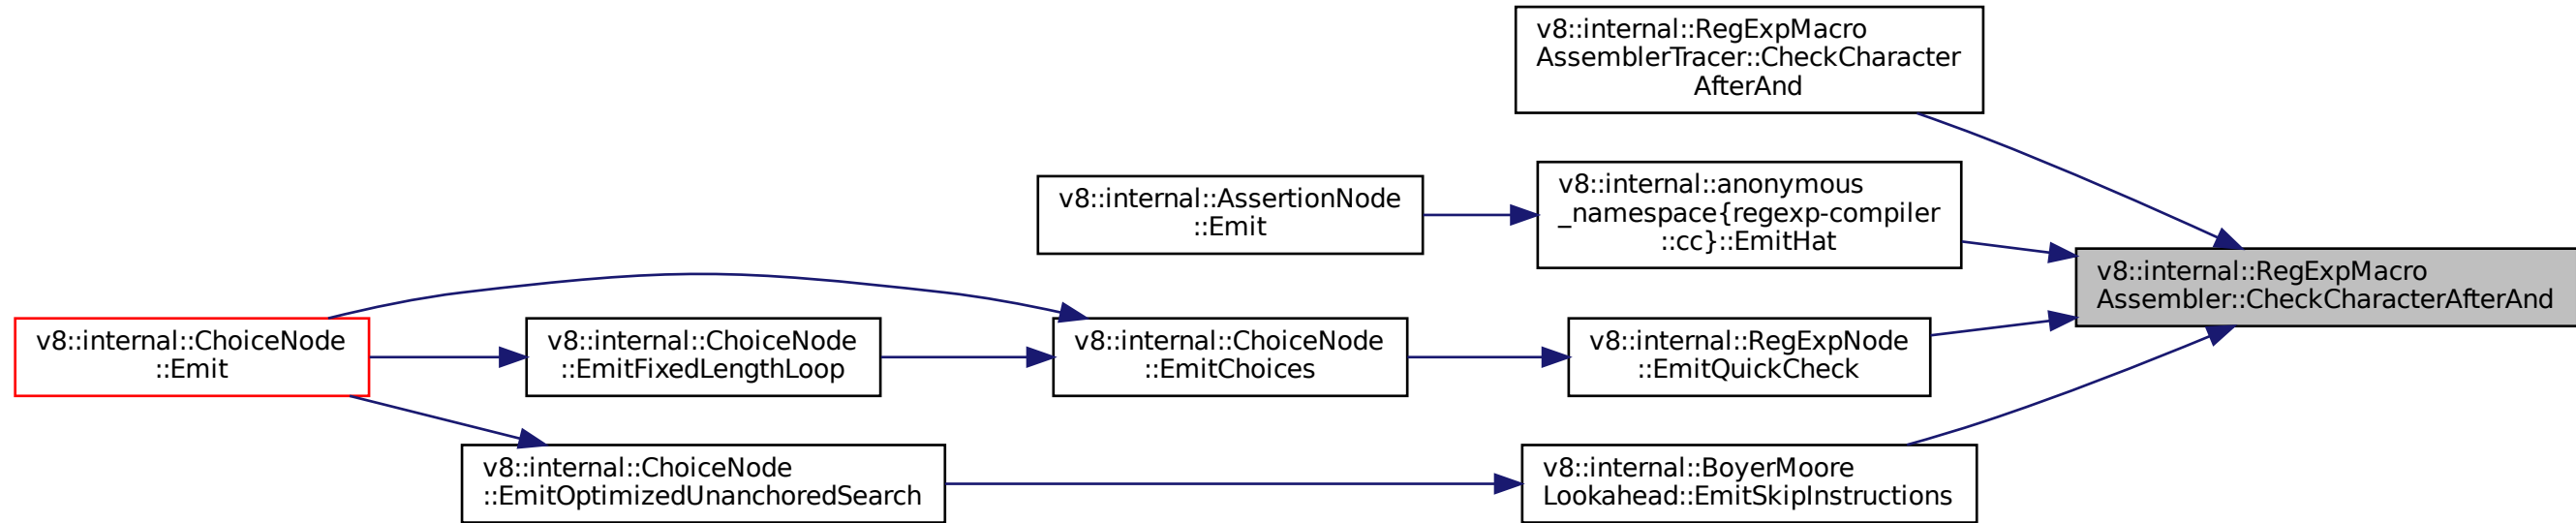 v8::internal::RegExpMacro
AssemblerTracer::CheckCharacter
AfterAnd
v8::internal::anonymous
_namespace{regexp-compiler
::cc}::EmitHat
v8::internal::AssertionNode
::Emit
v8::internal::RegExpMacro
Assembler::CheckCharacterAfterAnd
v8::internal::ChoiceNode
::Emit
v8::internal::ChoiceNode
::EmitFixedLengthLoop
v8::internal::ChoiceNode
::EmitChoices
v8::internal::RegExpNode
::EmitQuickCheck
v8::internal::ChoiceNode
::EmitOptimizedUnanchoredSearch
v8::internal::BoyerMoore
Lookahead::EmitSkipInstructions